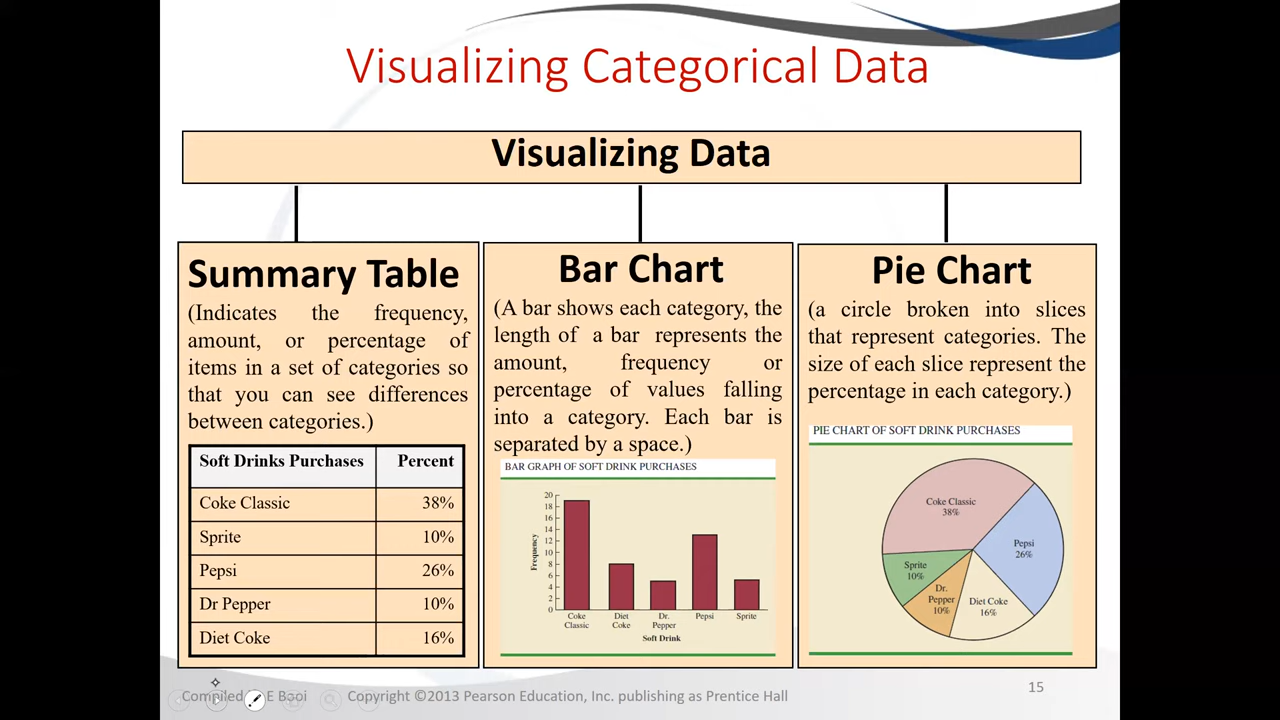 Visualizing Categorical Data
Visualizing Data
Summary Table
(Indicates the frequency,
amount, or percentage of
items in a set of categories so
that you can see differences
between categories.)
Soft Drinks Purchases Percent
Coke Classic 38%
Sprite 10%
Pepsi 26%
Dr Pepper 10%
Diet Coke 16%
Bar Chart
(A bar shows each category, the
length of a bar represents the
amount, frequency or
percentage of values falling
into a category. Each bar is
separated by a space.)
BAR GRAPH OF SOFT DRINK PURCHASES
20
18
16
14
12
10
8
6
4
2
0
Frequency
Coke Classic
Diet Coke
Dr. Pepper
Pepsi
Sprite
Soft Drink
Pie Chart
(a circle broken into slices
that represent categories. The
size of each slice represent the
percentage in each category.)
PIE CHART OF SOFT DRINK PURCHASES
Coke Classic
38%
Pepsi
26%
Sprite
10%
Dr.
Pepper
10%
Diet Coke
16%
Compiled E Copyright ©2013 Pearson Education, Inc. publishing as Prentice Hall
15